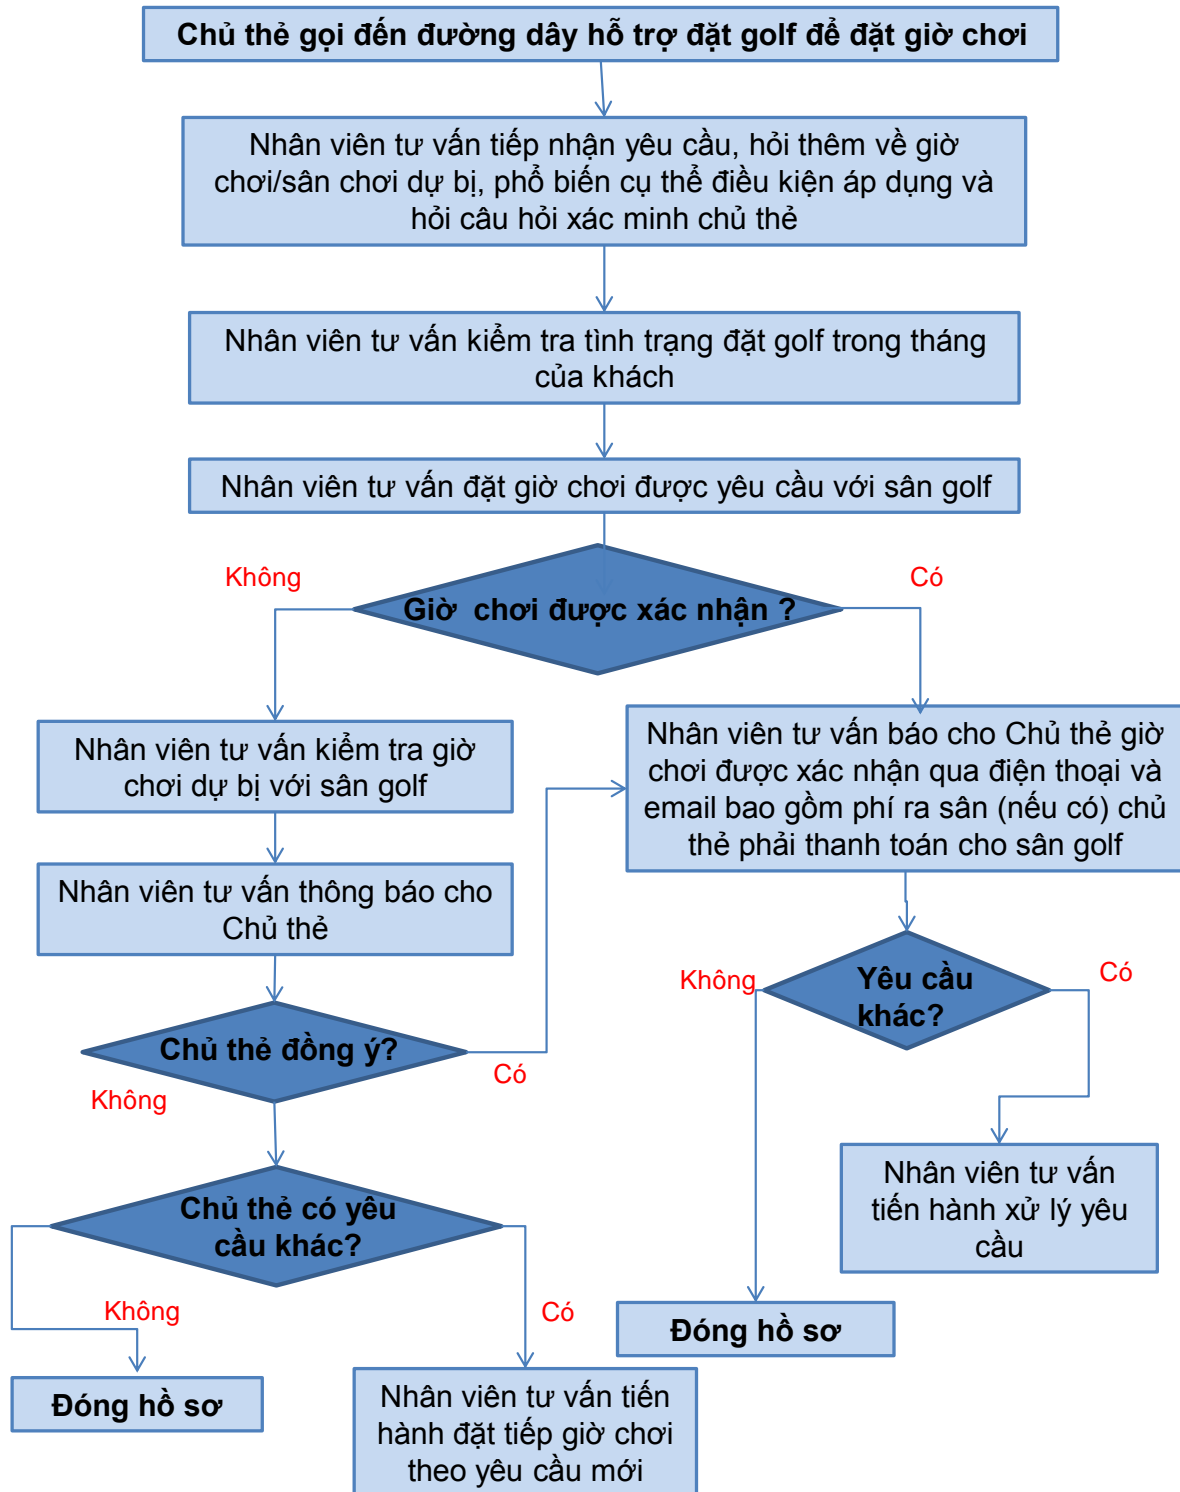 Chủ thẻ gọi đến đường dây hỗ trợ đặt golf để đặt giờ chơi
Nhân viên tư vấn tiếp nhận yêu cầu, hỏi thêm về giờ
chơi/sân chơi dự bị, phổ biến cụ thể điều kiện áp dụng và
hỏi câu hỏi xác minh chủ thẻ
Nhân viên tư vấn kiểm tra tình trạng đặt golf trong tháng
của khách
Nhân viên tư vấn đặt giờ chơi được yêu cầu với sân golf
Không
Có
Giờ chơi được xác nhận ?
Nhân viên tư vấn kiểm tra giờ
chơi dự bị với sân golf
Nhân viên tư vấn báo cho Chủ thẻ giờ
chơi được xác nhận qua điện thoại và
email bao gồm phí ra sân (nếu có) chủ
thẻ phải thanh toán cho sân golf
Nhân viên tư vấn thông báo cho
Chủ thẻ
Không
Yêu cầu
khác?
Có
Chủ thẻ đồng ý?
Có
Không
Nhân viên tư vấn
tiến hành xử lý yêu
cầu
Chủ thẻ có yêu
cầu khác?
Không
Có
Đóng hồ sơ
Đóng hồ sơ
Nhân viên tư vấn tiến
hành đặt tiếp giờ chơi
theo yêu cầu mới